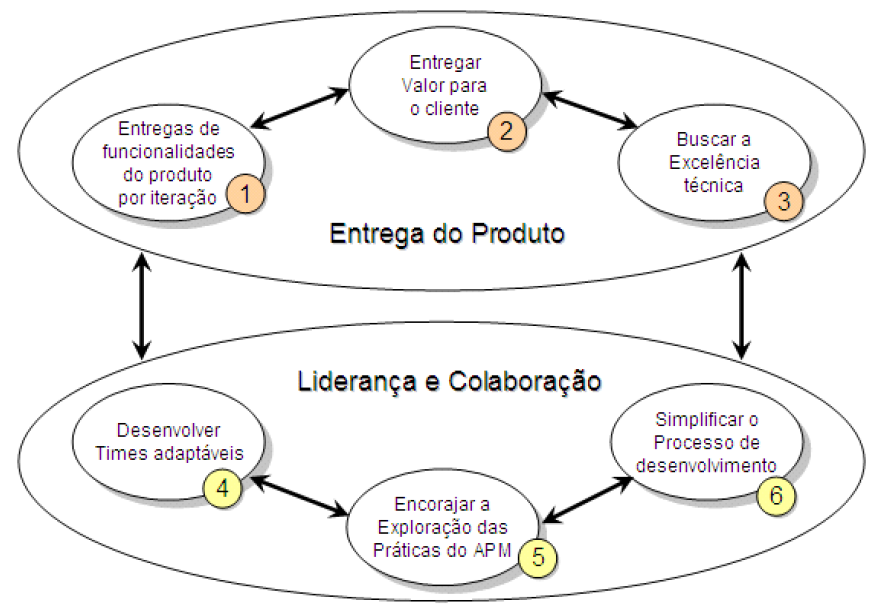 Entregar
Valor para
o cliente
2
Entregas de
funcionalidades
do produto
por iteração
1
Buscar a
Excelência
técnica
3
Entrega do Produto
Liderança e Colaboração
Desenvolver
Times adaptáveis
4
Encorajar a
Exploração das
Práticas do APM
5
Simplificar o
Processo de
desenvolvimento
6